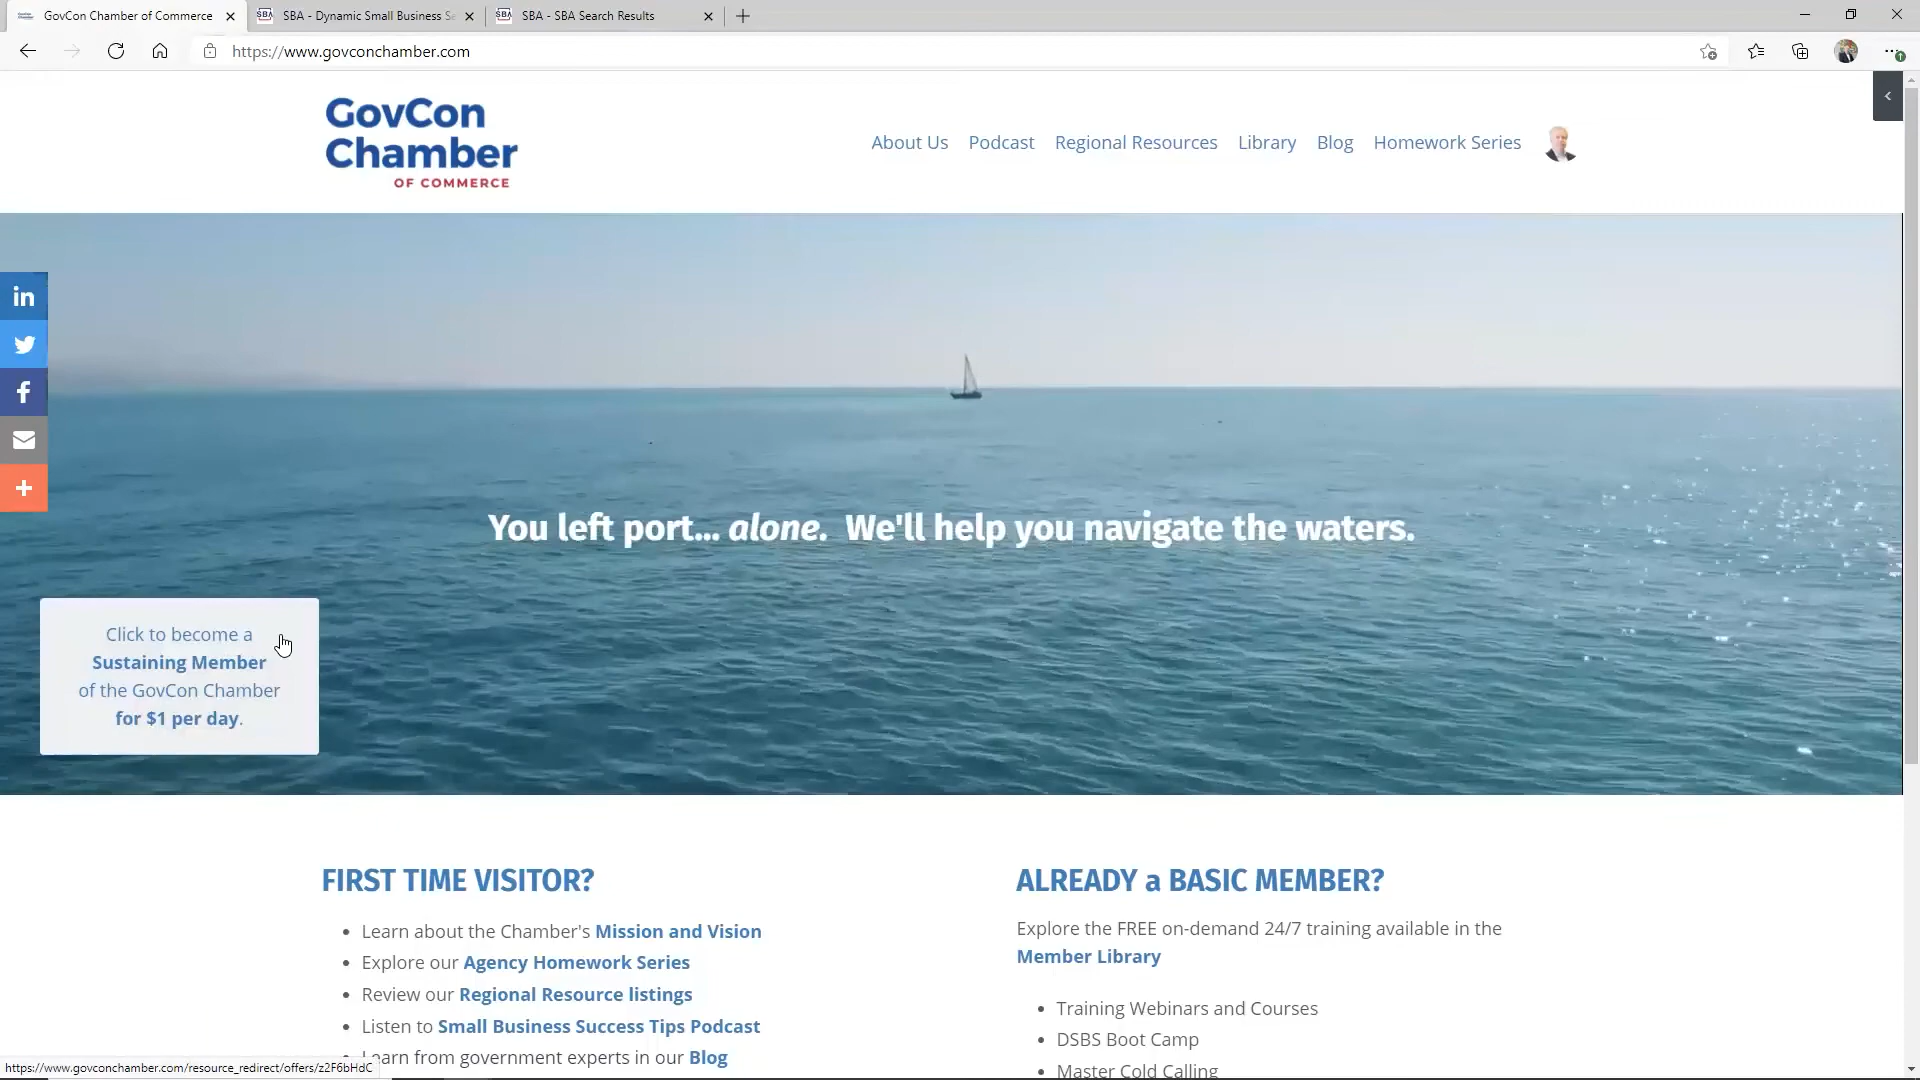 GovCon Chamber of Commerce
SBA - Dynamic Small Business Se
SBA - SBA Search Results
https://www.govconchamber.com
GovCon
Chamber
OF COMMERCE
About Us
Podcast
Regional Resources
Library
Blog
Homework Series
in
You left port... alone. We'll help you navigate the waters.
Click to become a
Sustaining Member
of the GovCon Chamber
for $1 per day.
FIRST TIME VISITOR?
• Learn about the Chamber's Mission and Vision
• Explore our Agency Homework Series
• Review our Regional Resource listings
• Listen to Small Business Success Tips Podcast
• Learn from government experts in our Blog
ALREADY a BASIC MEMBER?
Explore the FREE on-demand 24/7 training available in the
Member Library
• Training Webinars and Courses
• DSBS Boot Camp
• Master Cold Calling
https://www.govconchamber.com/resource_redirect/offers/z2F6bHdC